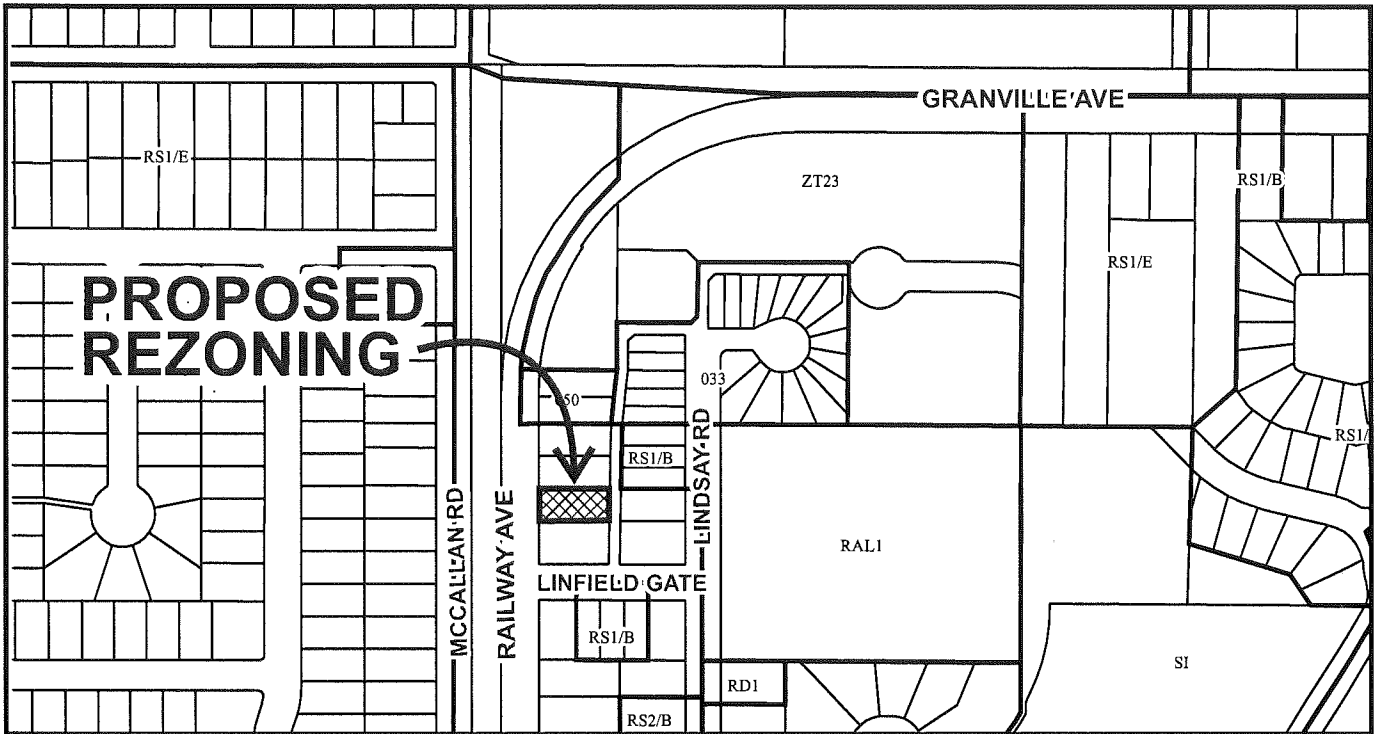 GRANVILLE AVE
RS1/E
ZT23
RS1/B
RS1/E
PROPOSED
REZONING
033
RS1/
RS1/B
MCCALLAN RD
RAILWAY AVE
LINDSAY RD
RAL1
LINFIELD GATE
RS1/B
SI
RD1
RS2/B